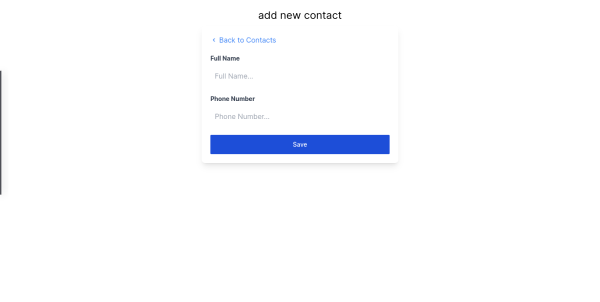 add new contact
Back to Contacts
Full Name
Full Name...
Phone Number
Phone Number...
Save